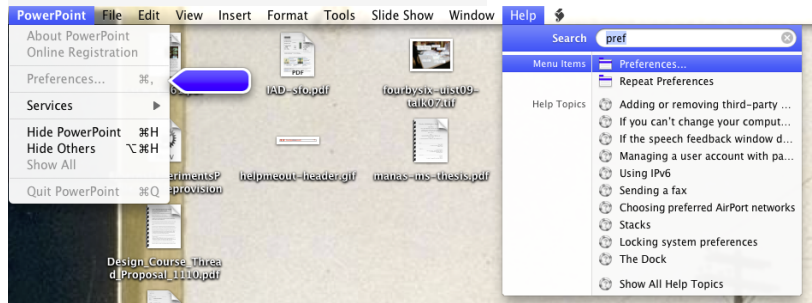 PowerPoint File Edit View Insert Format Tools Slide Show Window Help
About PowerPoint
Online Registration
Preferences... ⌘,
Services
Hide PowerPoint ⌘H
Hide Others ⌥⌘H
Show All
Quit PowerPoint ⌘Q
PDF
IAD-sfo.pdf
fourbysix-uist09-
talk07.tif
erimentsP
eprovision
helpmeout-header.gif
manas-ms-thesis.pdf
Design_Course_Threa
d_Proposal_1110.pdf
Search pref
Menu Items Preferences...
Repeat Preferences
Help Topics Adding or removing third-party ...
If you can't change your comput...
If the speech feedback window d...
Managing a user account with pa...
Using IPv6
Sending a fax
Choosing preferred AirPort networks
Stacks
Locking system preferences
The Dock
Show All Help Topics